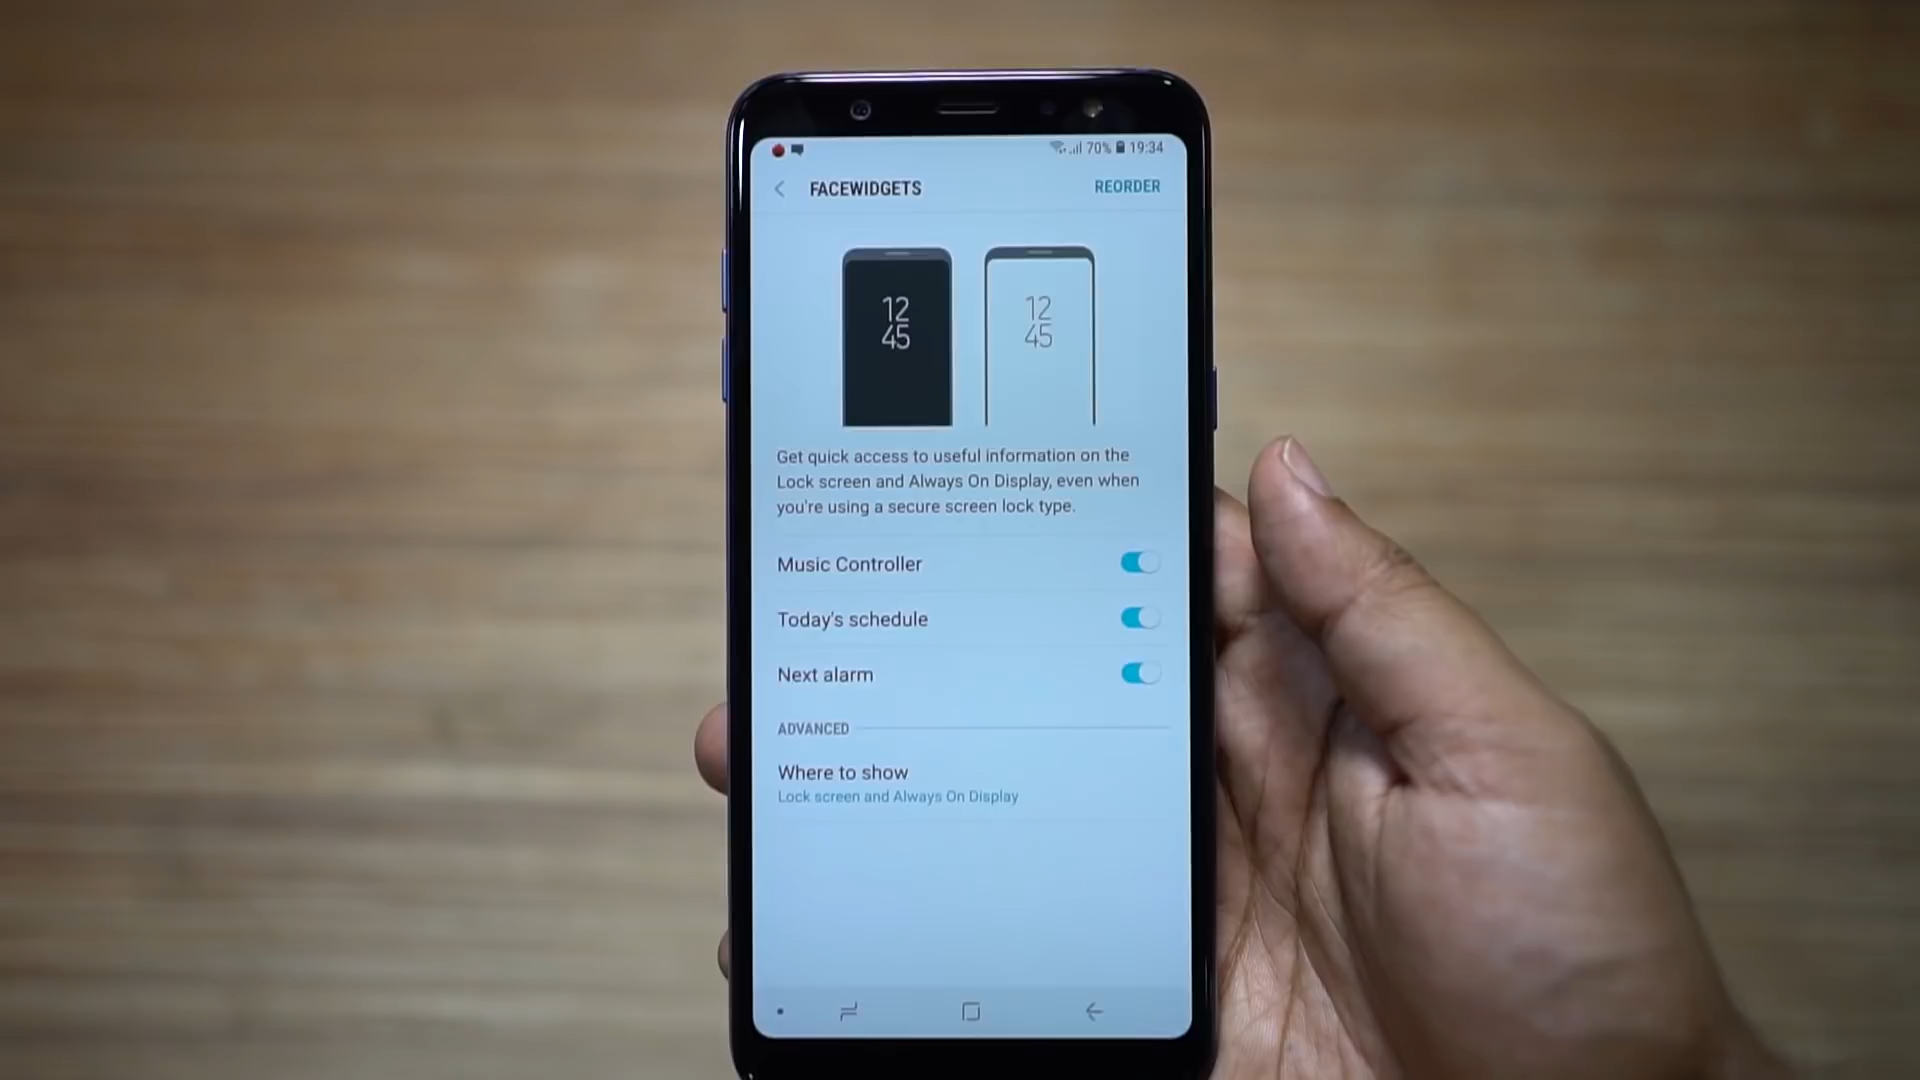 70% 19:34
FACEWIDGETS REORDER
12 12
45 45
Get quick access to useful information on the
Lock screen and Always On Display, even when
you're using a secure screen lock type.
Music Controller
Today's schedule
Next alarm
ADVANCED
Where to show
Lock screen and Always On Display